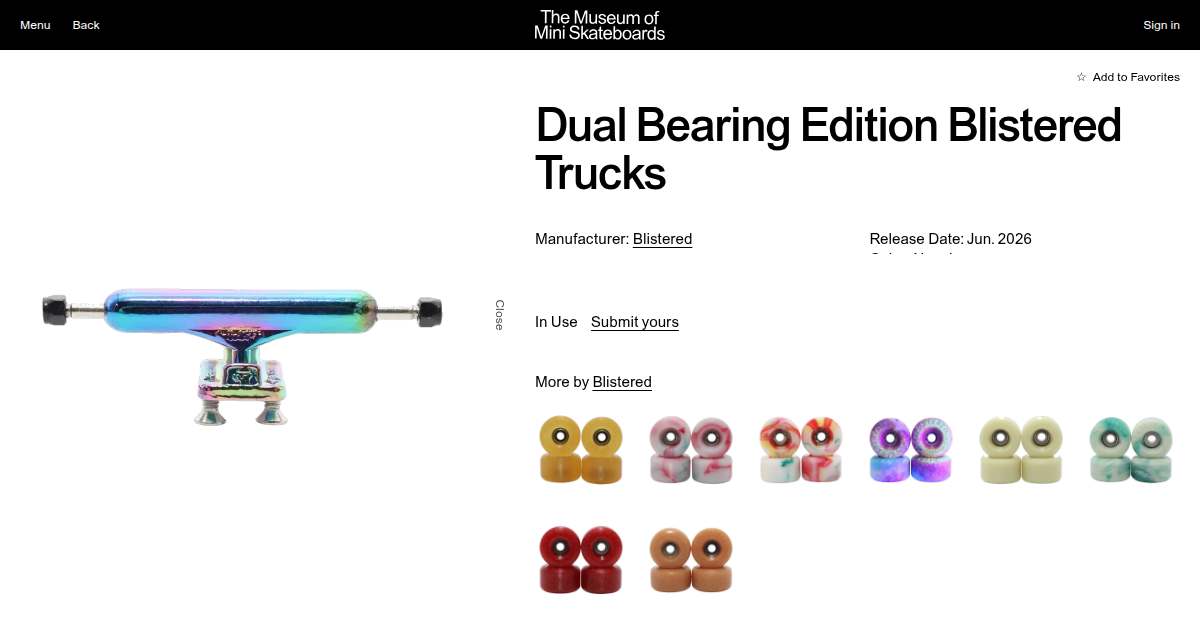 Menu
Back
The Museum of
Mini Skateboards
Sign in
☆ Add to Favorites
Dual Bearing Edition Blistered
Trucks
Manufacturer: Blistered
Release Date: Jun. 2026
Close
In Use
Submit yours
More by Blistered